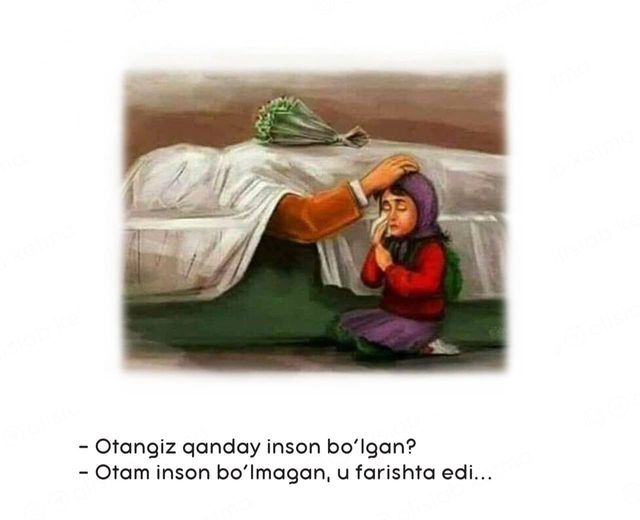 – Otangiz qanday inson bo‘lgan?
– Otam inson bo‘lmagan, u farishta edi...